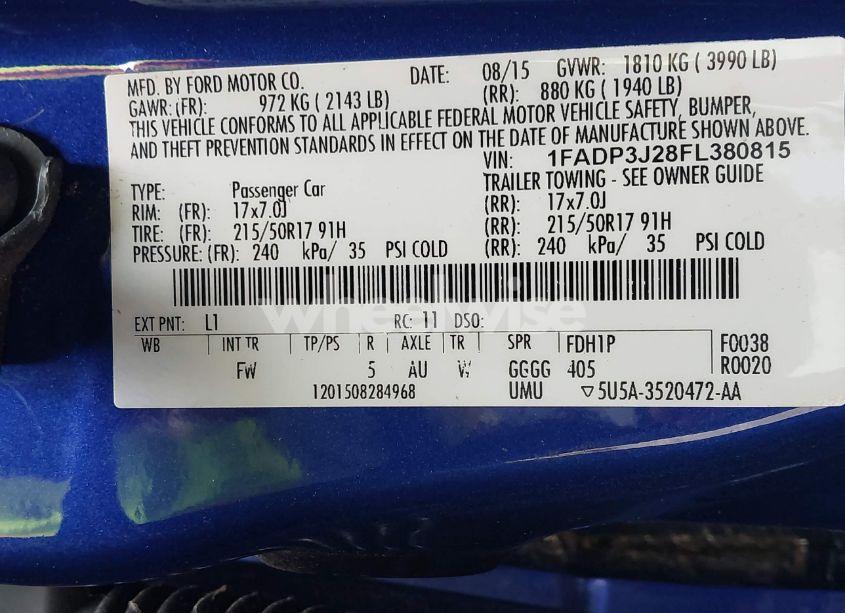 MFD. BY FORD MOTOR CO. DATE: 08/15 GVWR: 1810 KG ( 3990 LB)
GAWR: (FR): 972 KG ( 2143 LB) (RR): 880 KG ( 1940 LB)
THIS VEHICLE CONFORMS TO ALL APPLICABLE FEDERAL MOTOR VEHICLE SAFETY, BUMPER,
AND THEFT PREVENTION STANDARDS IN EFFECT ON THE DATE OF MANUFACTURE SHOWN ABOVE.
VIN: 1FADP3J28FL380815
TYPE: Passenger Car TRAILER TOWING - SEE OWNER GUIDE
RIM: (FR): 17x7.0J (RR): 17x7.0J
TIRE: (FR): 215/50R17 91H (RR): 215/50R17 91H
PRESSURE: (FR): 240 kPa/ 35 PSI COLD (RR): 240 kPa/ 35 PSI COLD
wheelwise
EXT PNT: L1 RC: 11 DSO:
WB INT TR TP/PS R AXLE TR SPR FDH1P F0038
FW 5 AU W GGGG 405 R0020
1201508284968 UMU ▽5U5A-3520472-AA